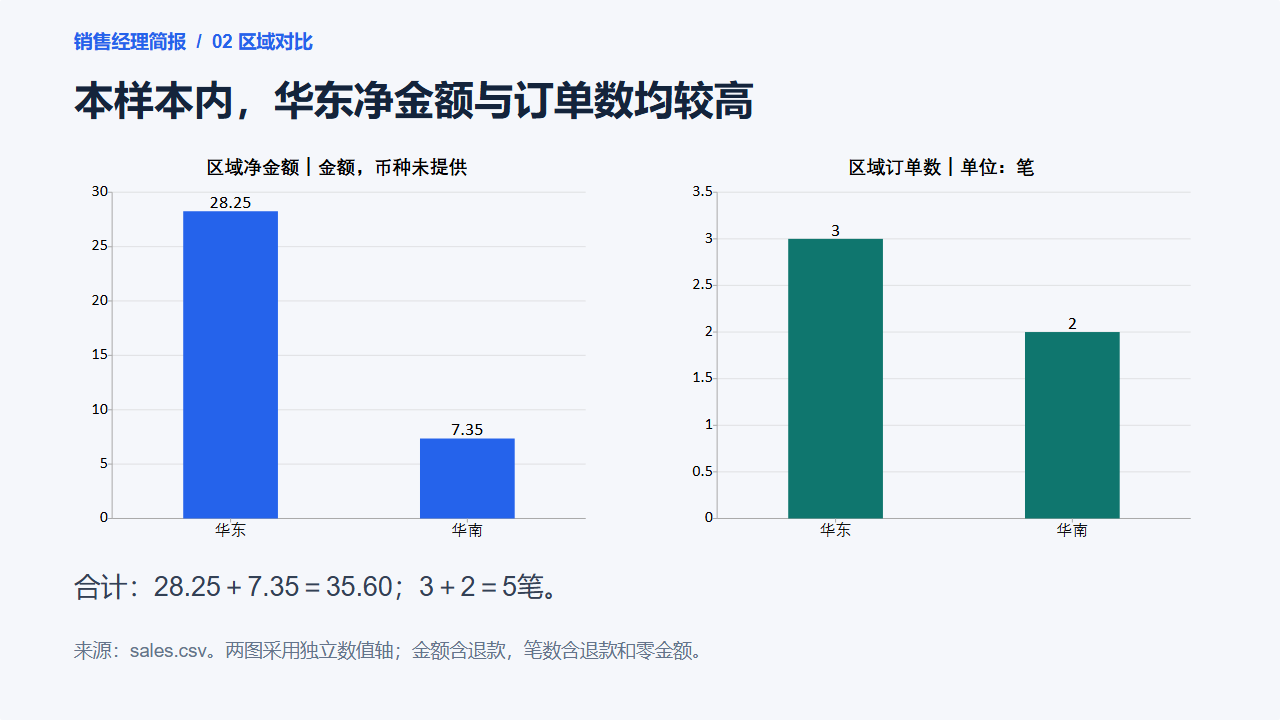 销售经理简报 / 02 区域对比
本样本内，华东净金额与订单数均较高
区域净金额｜金额，币种未提供
30
25
20
15
10
5
0
28.25
7.35
华东
华南
区域订单数｜单位：笔
3.5
3
2.5
2
1.5
1
0.5
0
3
2
华东
华南
合计：28.25＋7.35＝35.60；3＋2＝5笔。
来源：sales.csv。两图采用独立数值轴；金额含退款，笔数含退款和零金额。